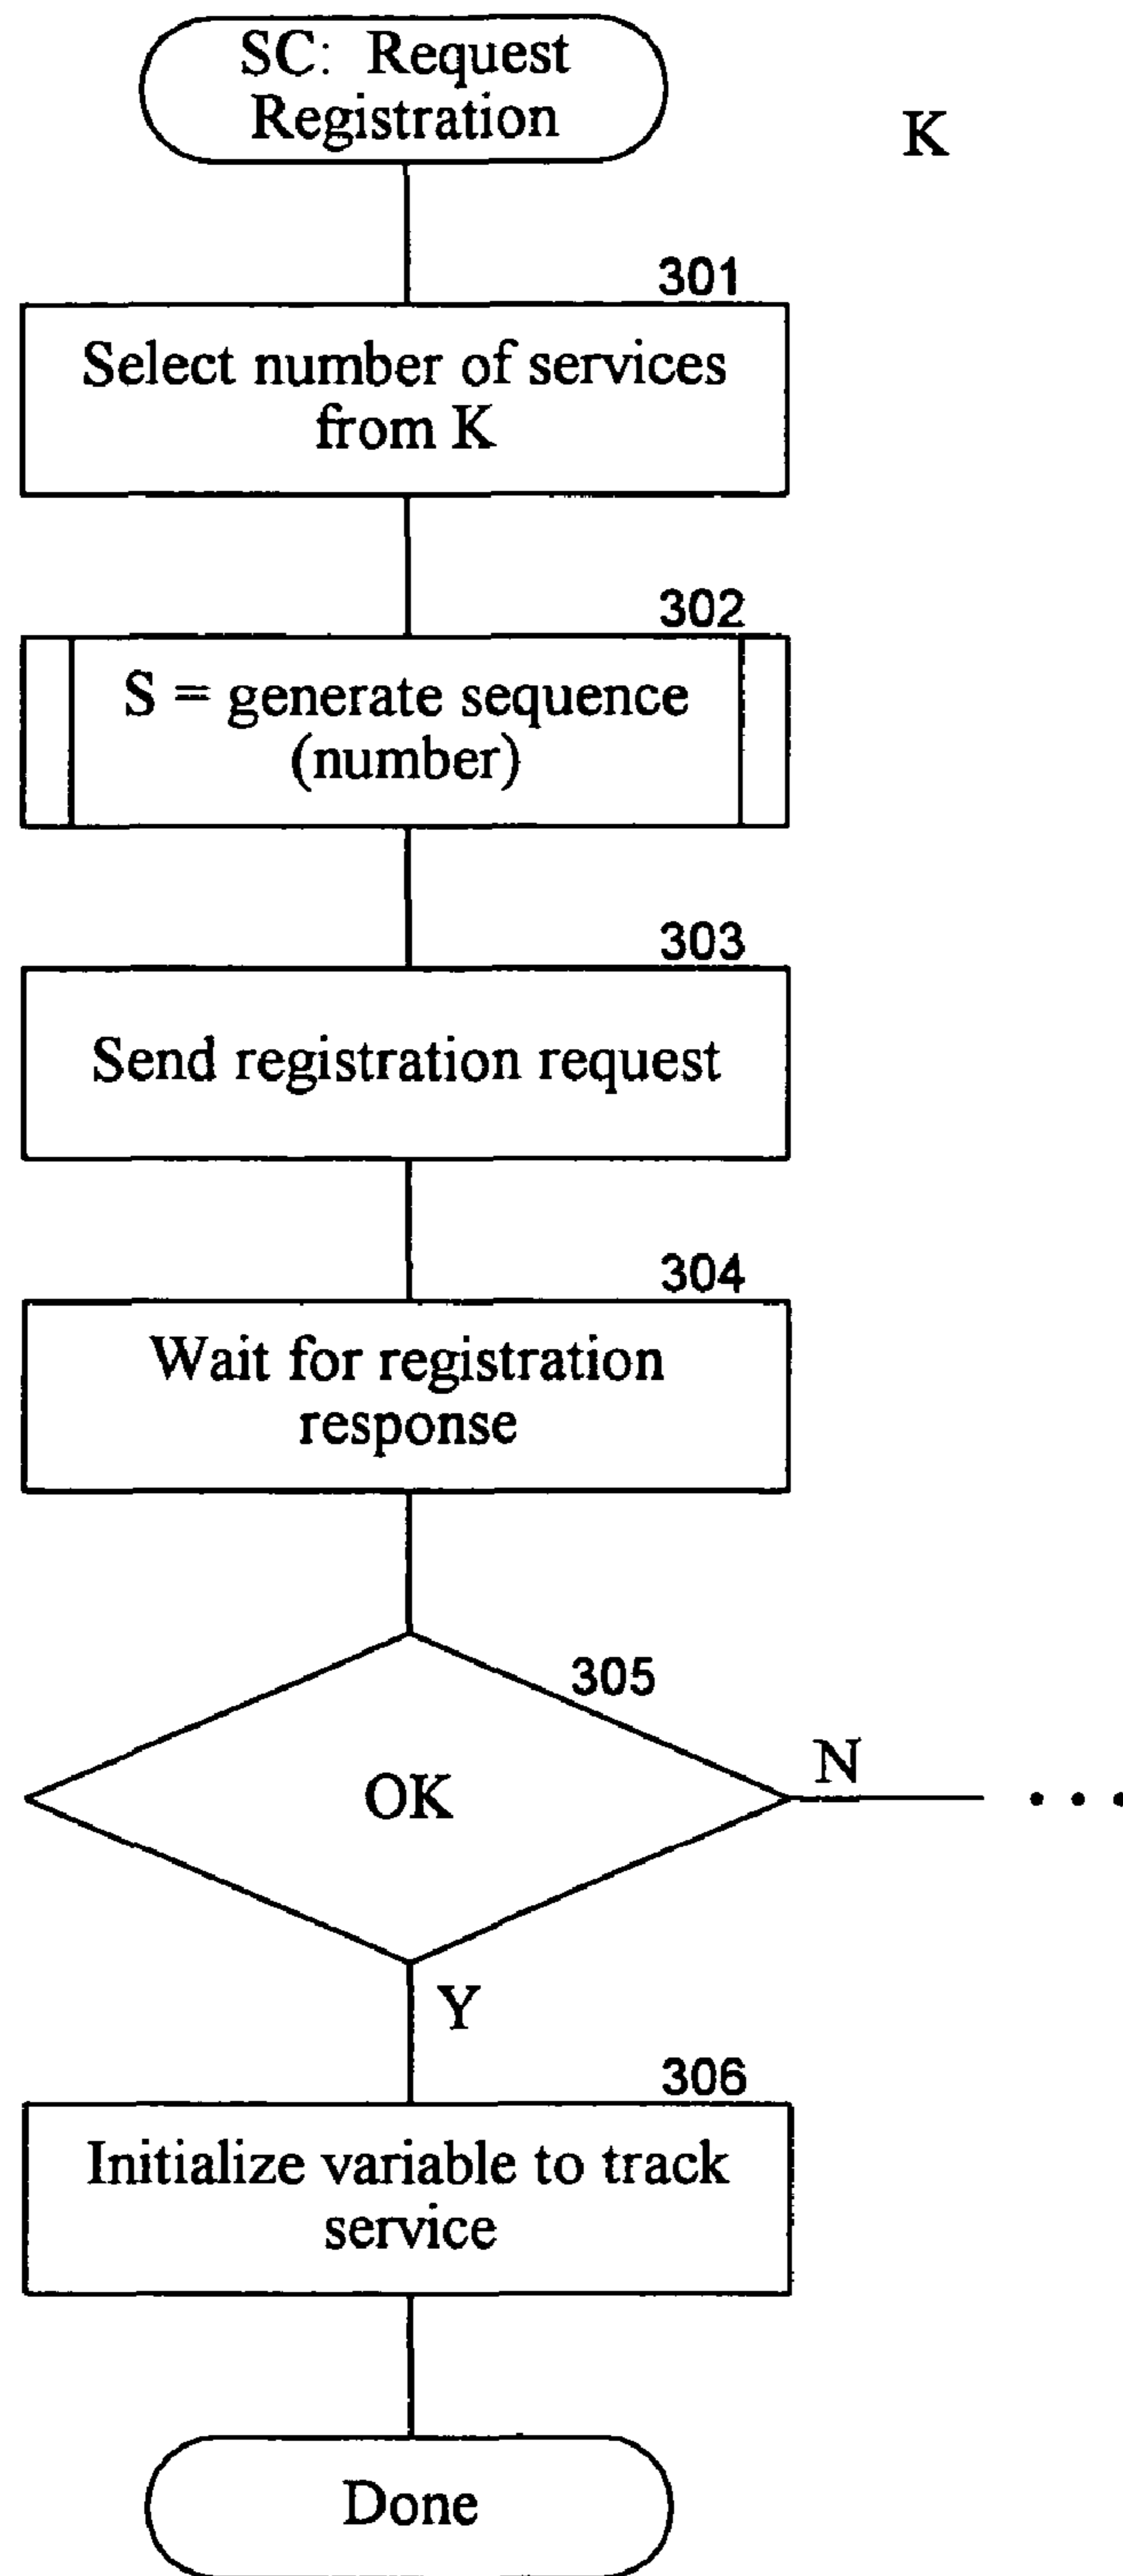 SC: Request
Registration
K
301
Select number of services
from K
302
S = generate sequence
(number)
303
Send registration request
304
Wait for registration
response
305
OK
N
Y
306
Initialize variable to track
service
Done